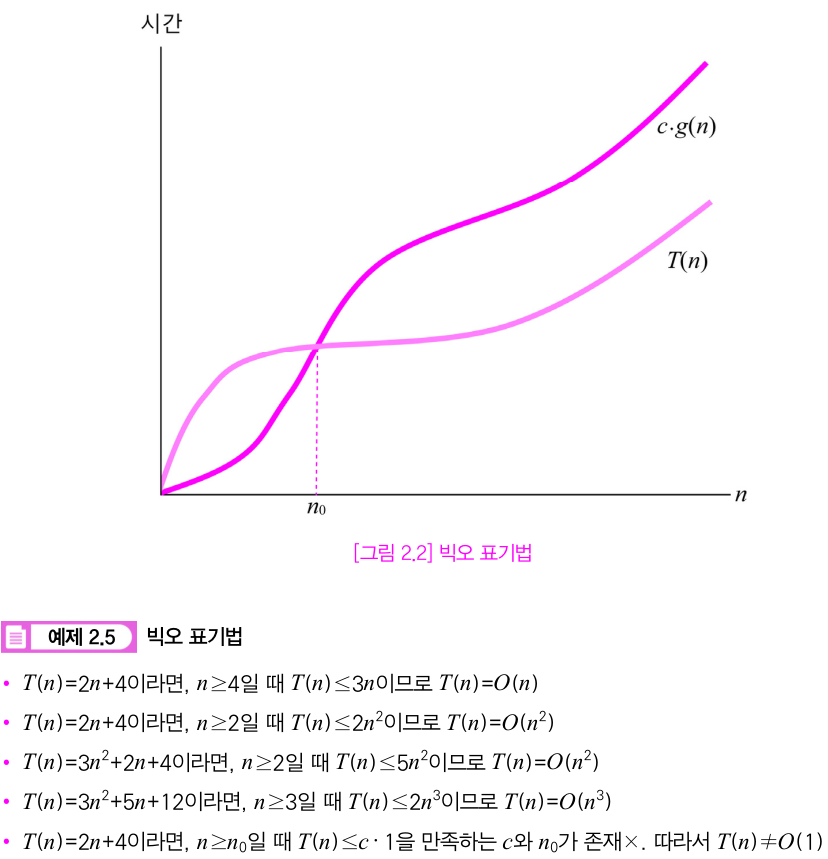 시간
c·g(n)
T(n)
n
n₀
[그림 2.2] 빅오 표기법
예제 2.5 빅오 표기법
• T(n)=2n+4이라면, n≥4일 때 T(n)≤3n이므로 T(n)=O(n)
• T(n)=2n+4이라면, n≥2일 때 T(n)≤2n²이므로 T(n)=O(n²)
• T(n)=3n²+2n+4이라면, n≥2일 때 T(n)≤5n²이므로 T(n)=O(n²)
• T(n)=3n²+5n+12이라면, n≥3일 때 T(n)≤2n³이므로 T(n)=O(n³)
• T(n)=2n+4이라면, n≥n₀일 때 T(n)≤c · 1을 만족하는 c와 n₀가 존재×. 따라서 T(n)≠O(1)